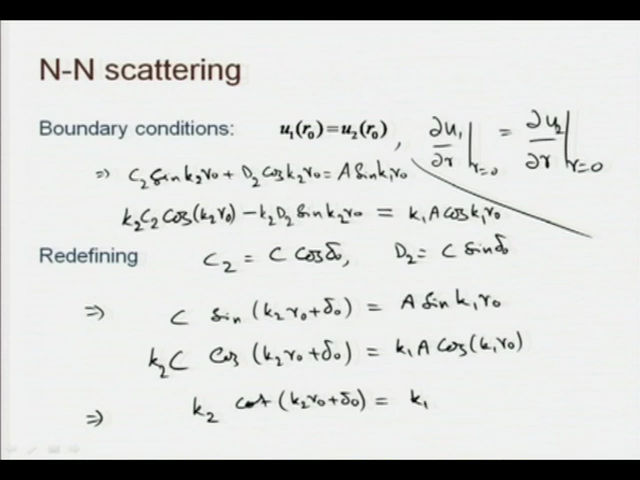 N-N scattering
Boundary conditions: u₁(r₀)=u₂(r₀) , ∂u₁/∂r |r=0 = ∂u₂/∂r |r=0
⇒ C₂ Sin k₂r₀ + D₂ Cos k₂r₀ = A Sin k₁r₀
k₂C₂ Cos(k₂r₀) − k₂D₂ Sin k₂r₀ = k₁A Cos k₁r₀
Redefining C₂ = C Cos δ₀, D₂ = C Sin δ₀
⇒ C Sin (k₂r₀+δ₀) = A Sin k₁r₀
k₂C Cos (k₂r₀+δ₀) = k₁A Cos(k₁r₀)
⇒ k₂ Cot (k₂r₀+δ₀) = k₁